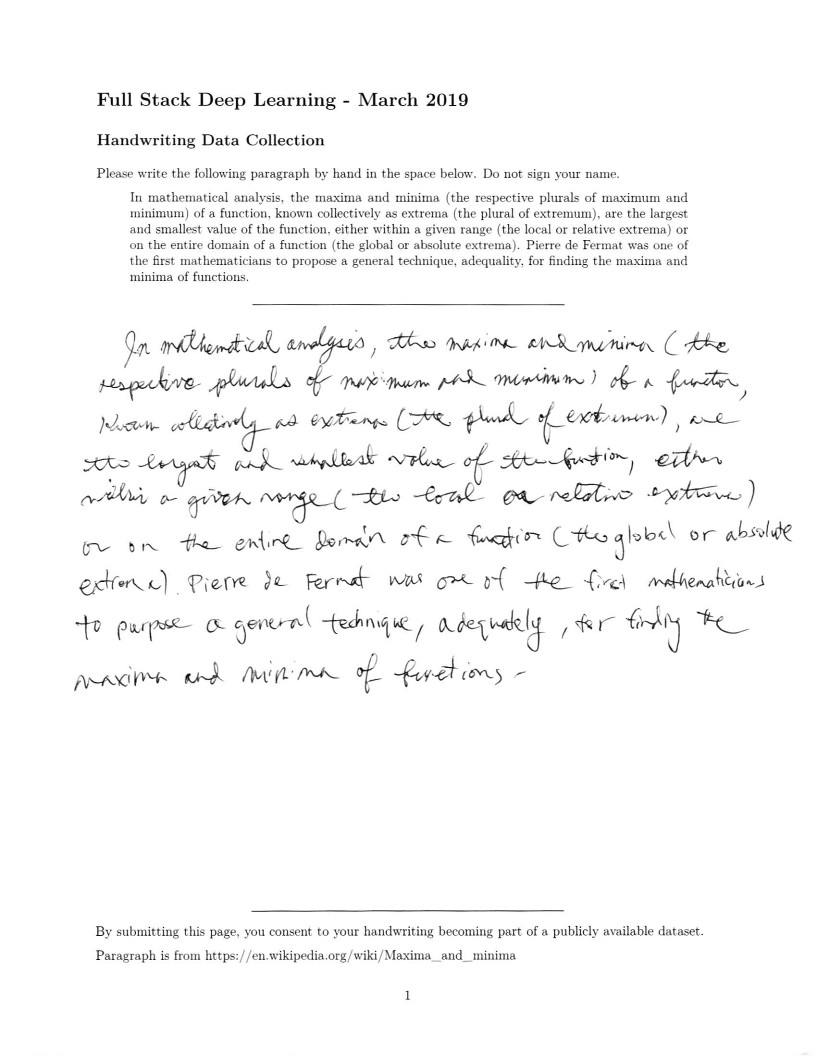 Full Stack Deep Learning - March 2019
Handwriting Data Collection
Please write the following paragraph by hand in the space below. Do not sign your name.
In mathematical analysis, the maxima and minima (the respective plurals of maximum and
minimum) of a function, known collectively as extrema (the plural of extremum), are the largest
and smallest value of the function, either within a given range (the local or relative extrema) or
on the entire domain of a function (the global or absolute extrema). Pierre de Fermat was one of
the first mathematicians to propose a general technique, adequality, for finding the maxima and
minima of functions.
In mathematical analysis, the maxima and minima (the
respective plurals of maximum and minimum) of a function,
known collectively as extrema (the plural of extremum), are
the largest and smallest value of the function, either
within a given range (the local or relative extrema)
or on the entire domain of a function (the global or absolute
extrema). Pierre de Fermat was one of the first mathematicians
to purpose a general technique, adequately, for finding the
maxima and minima of functions -
By submitting this page, you consent to your handwriting becoming part of a publicly available dataset.
Paragraph is from https://en.wikipedia.org/wiki/Maxima_and_minima
1